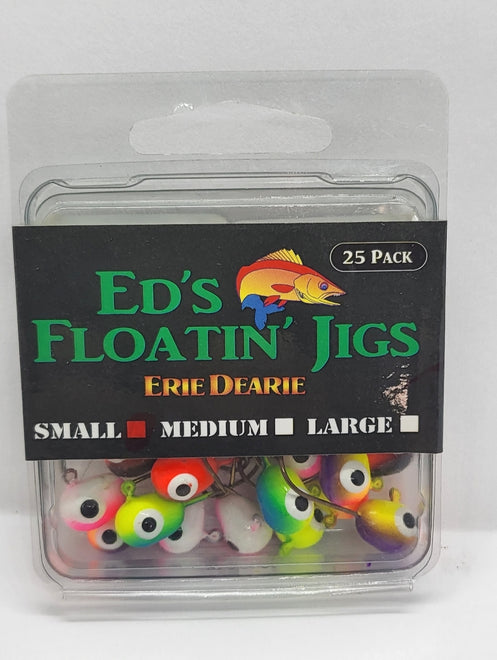 25 PACK
ED'S
FLOATIN' JIGS
ERIE DEARIE
SMALL MEDIUM LARGE